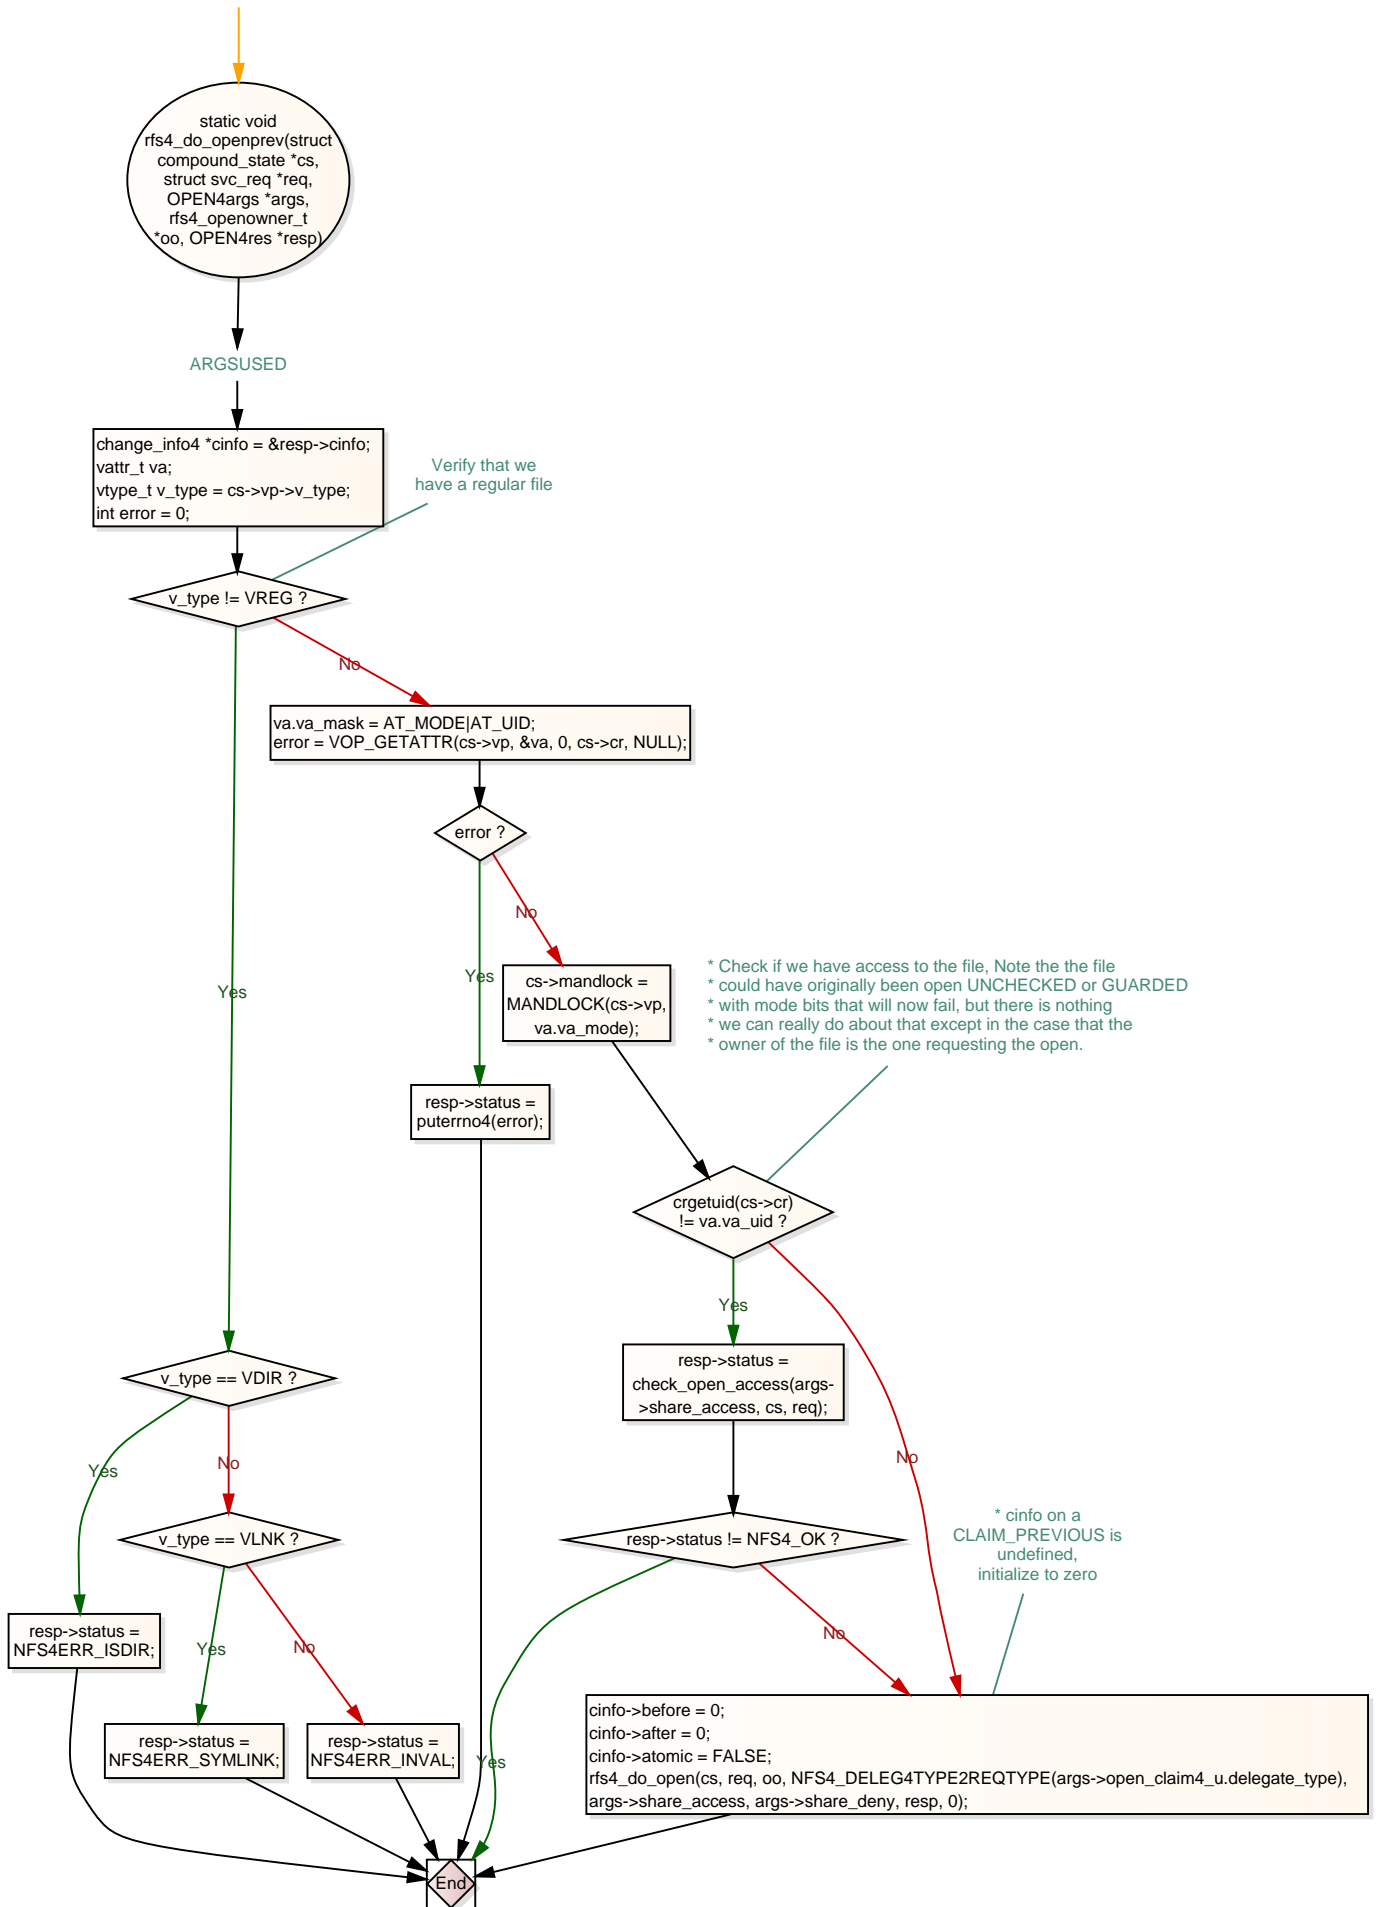 static void
rfs4_do_openprev(struct
compound_state *cs,
struct svc_req *req,
OPEN4args *args,
rfs4_openowner_t
*oo, OPEN4res *resp)
ARGSUSED
change_info4 *cinfo = &resp->cinfo;
vattr_t va;
vtype_t v_type = cs->vp->v_type;
int error = 0;
Verify that we
have a regular file
v_type != VREG ?
No
va.va_mask = AT_MODE|AT_UID;
error = VOP_GETATTR(cs->vp, &va, 0, cs->cr, NULL);
error ?
No
Yes
Yes
cs->mandlock =
MANDLOCK(cs->vp,
va.va_mode);
* Check if we have access to the file, Note the the file
* could have originally been open UNCHECKED or GUARDED
* with mode bits that will now fail, but there is nothing
* we can really do about that except in the case that the
* owner of the file is the one requesting the open.
resp->status =
puterrno4(error);
crgetuid(cs->cr)
!= va.va_uid ?
Yes
resp->status =
check_open_access(args-
>share_access, cs, req);
v_type == VDIR ?
Yes
No
No
v_type == VLNK ?
resp->status != NFS4_OK ?
* cinfo on a
CLAIM_PREVIOUS is
undefined,
initialize to zero
resp->status =
NFS4ERR_ISDIR;
Yes
No
No
resp->status =
NFS4ERR_SYMLINK;
resp->status =
NFS4ERR_INVAL;
Yes
cinfo->before = 0;
cinfo->after = 0;
cinfo->atomic = FALSE;
rfs4_do_open(cs, req, oo, NFS4_DELEG4TYPE2REQTYPE(args->open_claim4_u.delegate_type),
args->share_access, args->share_deny, resp, 0);
End